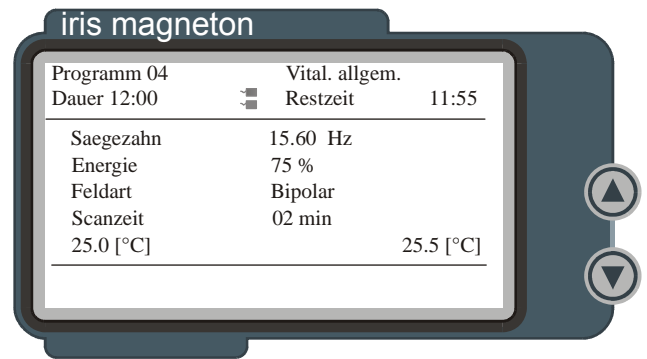 iris magneton
Programm 04 Vital. allgem.
Dauer 12:00 Restzeit 11:55
Saegezahn 15.60 Hz
Energie 75 %
Feldart Bipolar
Scanzeit 02 min
25.0 [°C] 25.5 [°C]